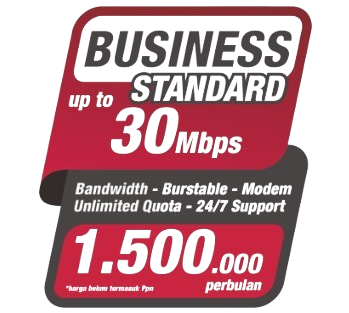 BUSINESS
STANDARD
up to
30Mbps
Bandwidth - Burstable - Modem
Unlimited Quota - 24/7 Support
1.500.000
*harga belum termasuk Ppn
perbulan